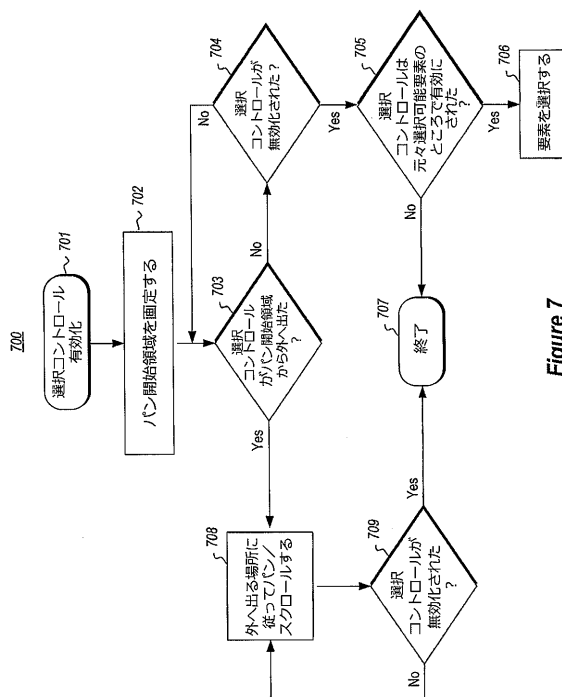 700
701
選択コントロール
有効化
702
パン開始領域を画定する
703
選択
コントロール
がパン開始領域
から外へ出た
？
No
Yes
704
選択
コントロールが
無効化された？
No
Yes
705
選択
コントロールは
元々選択可能要素の
ところで有効に
された？
No
Yes
706
要素を選択する
707
終了
708
外へ出る場所に
従ってパン／
スクロールする
709
選択
コントロールが
無効化された
？
Yes
No
Figure 7